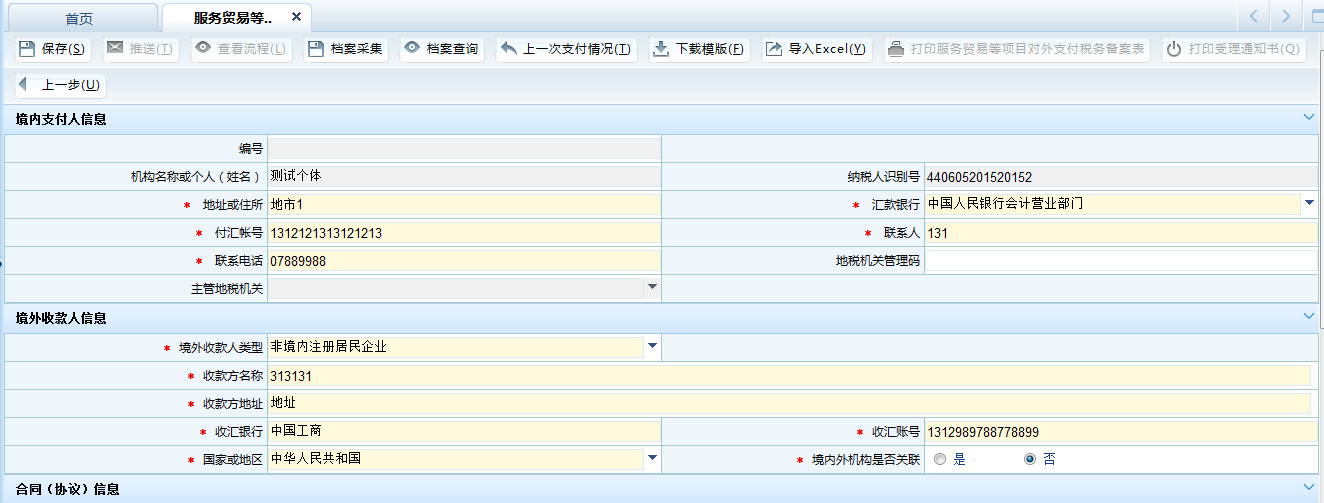 首页 服务贸易等.. ×
保存(S) 推送(T) 查看流程(L) 档案采集 档案查询 上一次支付情况(T) 下载模版(F) 导入Excel(Y) 打印服务贸易等项目对外支付税务备案表 打印受理通知书(Q)
上一步(U)
境内支付人信息
编号
机构名称或个人（姓名） 测试个体 纳税人识别号 440605201520152
* 地址或住所 地市1 * 汇款银行 中国人民银行会计营业部门
* 付汇帐号 1312121313121213 * 联系人 131
* 联系电话 07889988 地税机关管理码
主管地税机关
境外收款人信息
* 境外收款人类型 非境内注册居民企业
* 收款方名称 313131
* 收款方地址 地址
* 收汇银行 中国工商 * 收汇账号 1312989788778899
* 国家或地区 中华人民共和国 * 境内外机构是否关联 是 否
合同（协议）信息